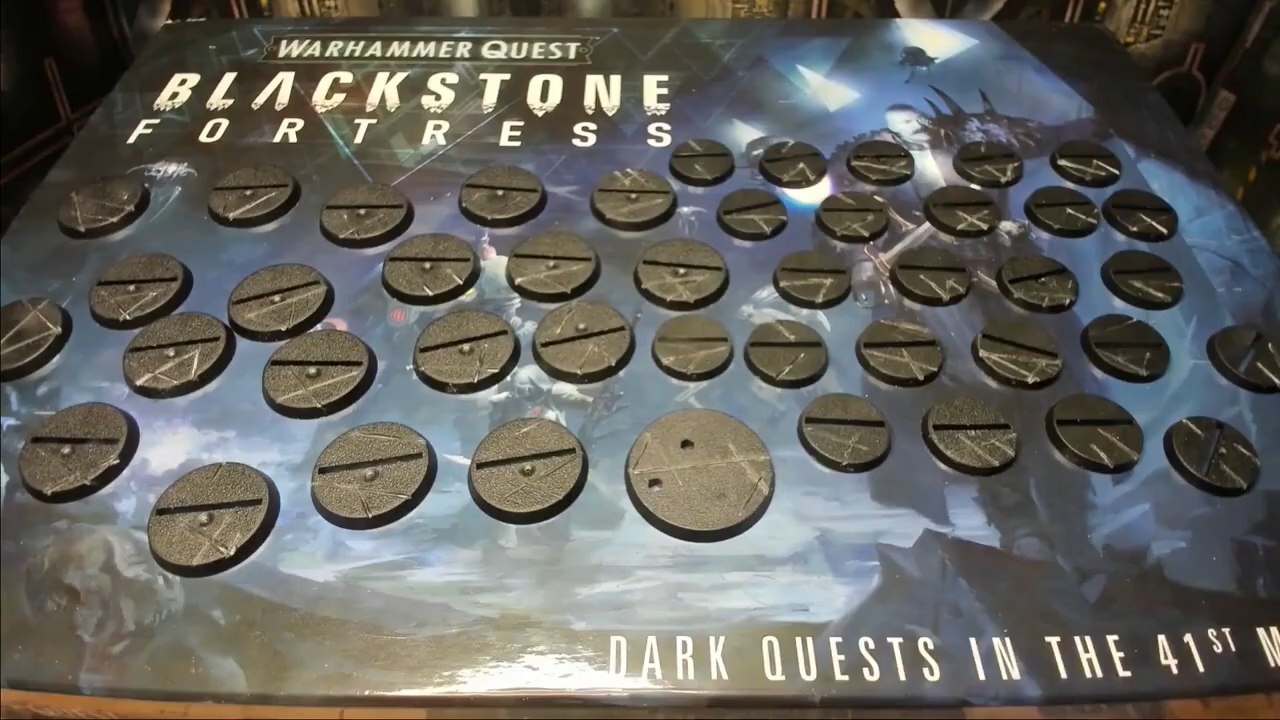 WARHAMMER QUEST
BLACKSTONE
FORTRESS
DARK QUESTS IN THE 41ST M